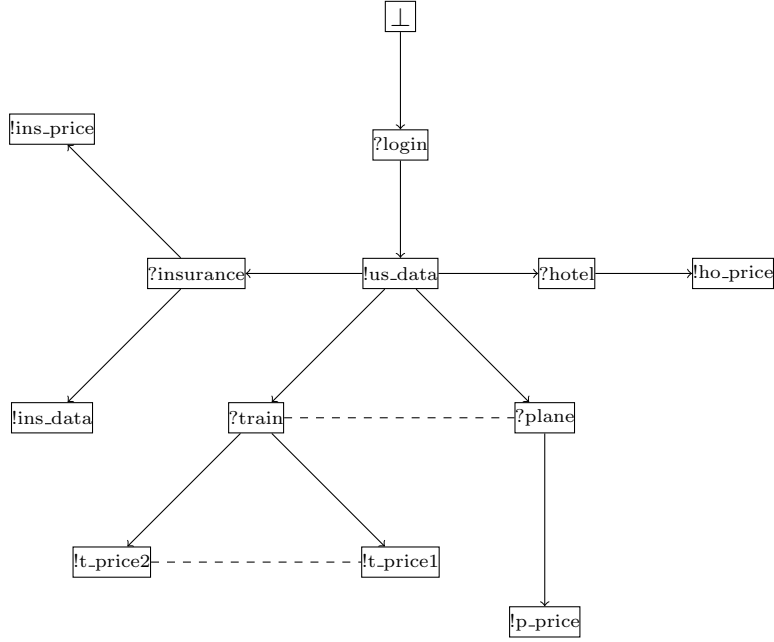 ⊥
!ins_price
?login
?insurance
!us_data
?hotel
!ho_price
!ins_data
?train
?plane
!t_price2
!t_price1
!p_price